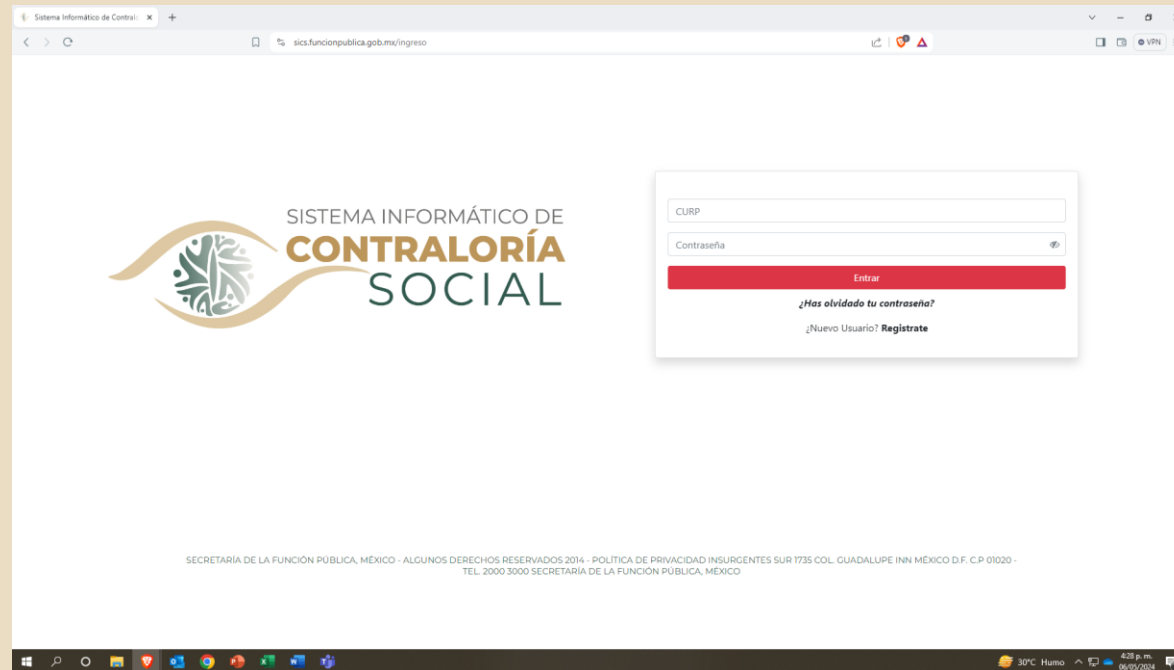 Sistema Informático de Contral
sics.funcionpublica.gob.mx/ingreso
VPN
SISTEMA INFORMÁTICO DE
CONTRALORÍA
SOCIAL
CURP
Contraseña
Entrar
¿Has olvidado tu contraseña?
¿Nuevo Usuario? Registrate
SECRETARÍA DE LA FUNCIÓN PÚBLICA, MÉXICO - ALGUNOS DERECHOS RESERVADOS 2014 - POLÍTICA DE PRIVACIDAD INSURGENTES SUR 1735 COL. GUADALUPE INN MÉXICO D.F. C.P 01020 -
TEL. 2000 3000 SECRETARÍA DE LA FUNCIÓN PÚBLICA, MÉXICO
30°C Humo
4:28 p. m.
06/05/2024